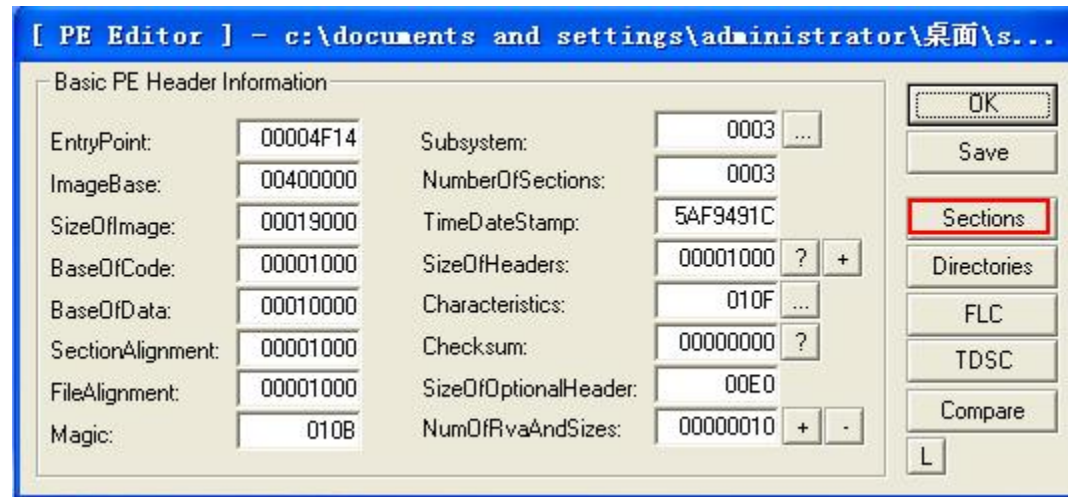 [ PE Editor ] - c:\documents and settings\administrator\桌面\s...
Basic PE Header Information
EntryPoint: 00004F14
ImageBase: 00400000
SizeOfImage: 00019000
BaseOfCode: 00001000
BaseOfData: 00010000
SectionAlignment: 00001000
FileAlignment: 00001000
Magic: 010B
Subsystem: 0003 ...
NumberOfSections: 0003
TimeDateStamp: 5AF9491C
SizeOfHeaders: 00001000 ? +
Characteristics: 010F ...
Checksum: 00000000 ?
SizeOfOptionalHeader: 00E0
NumOfRvaAndSizes: 00000010 + -
OK
Save
Sections
Directories
FLC
TDSC
Compare
L